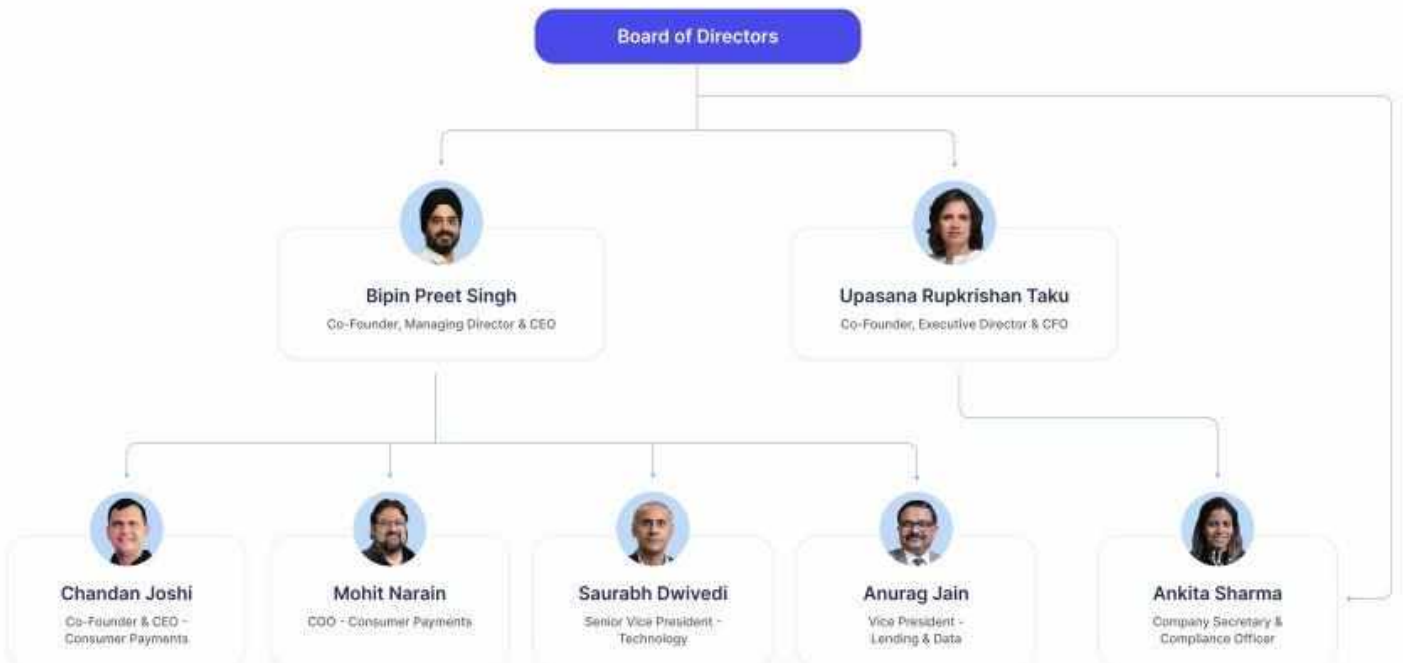 Board of Directors
Bipin Preet Singh
Co-Founder, Managing Director & CEO
Upasana Rupkrishan Taku
Co-Founder, Executive Director & CFO
Chandan Joshi
Co-Founder & CEO -
Consumer Payments
Mohit Narain
COO - Consumer Payments
Saurabh Dwivedi
Senior Vice President -
Technology
Anurag Jain
Vice President -
Lending & Data
Ankita Sharma
Company Secretary &
Compliance Officer